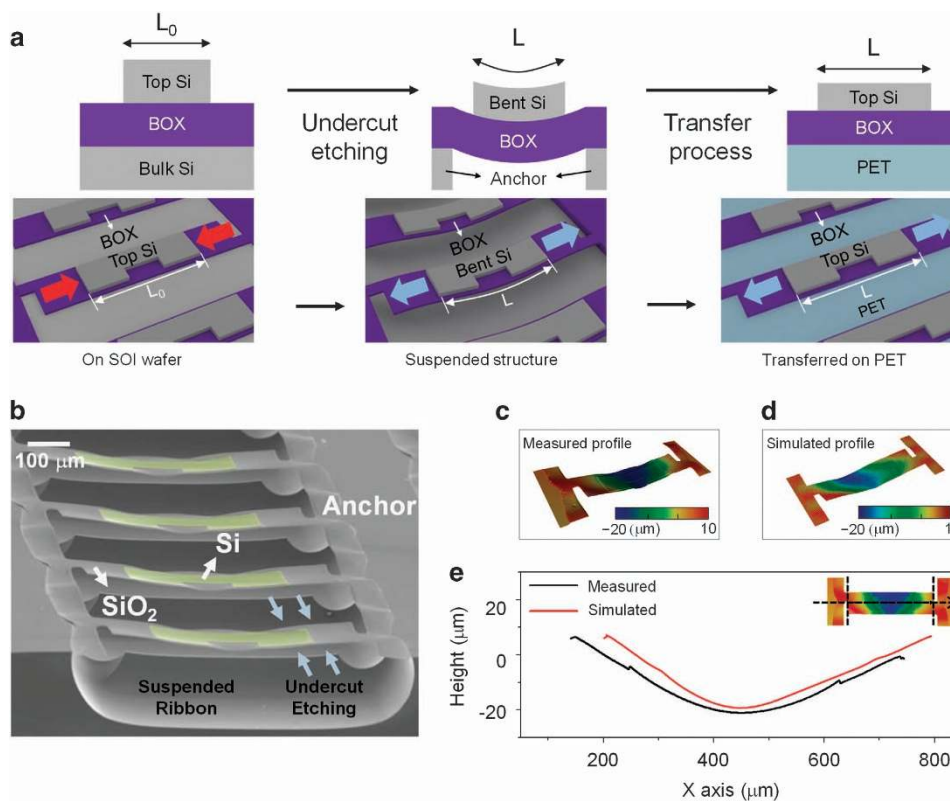 a
L₀
L
L
Top Si
BOX
Bulk Si
Undercut
etching
Bent Si
BOX
Anchor
Transfer
process
Top Si
BOX
PET
BOX
Top Si
L₀
BOX
Bent Si
L
BOX
Top Si
L
PET
On SOI wafer
Suspended structure
Transferred on PET
b
100 μm
Anchor
Si
SiO₂
Suspended
Ribbon
Undercut
Etching
c
Measured profile
−20 (μm)
10
d
Simulated profile
−20 (μm)
1
e
Measured
Simulated
Height (μm)
20
0
−20
200
400
600
800
X axis (μm)